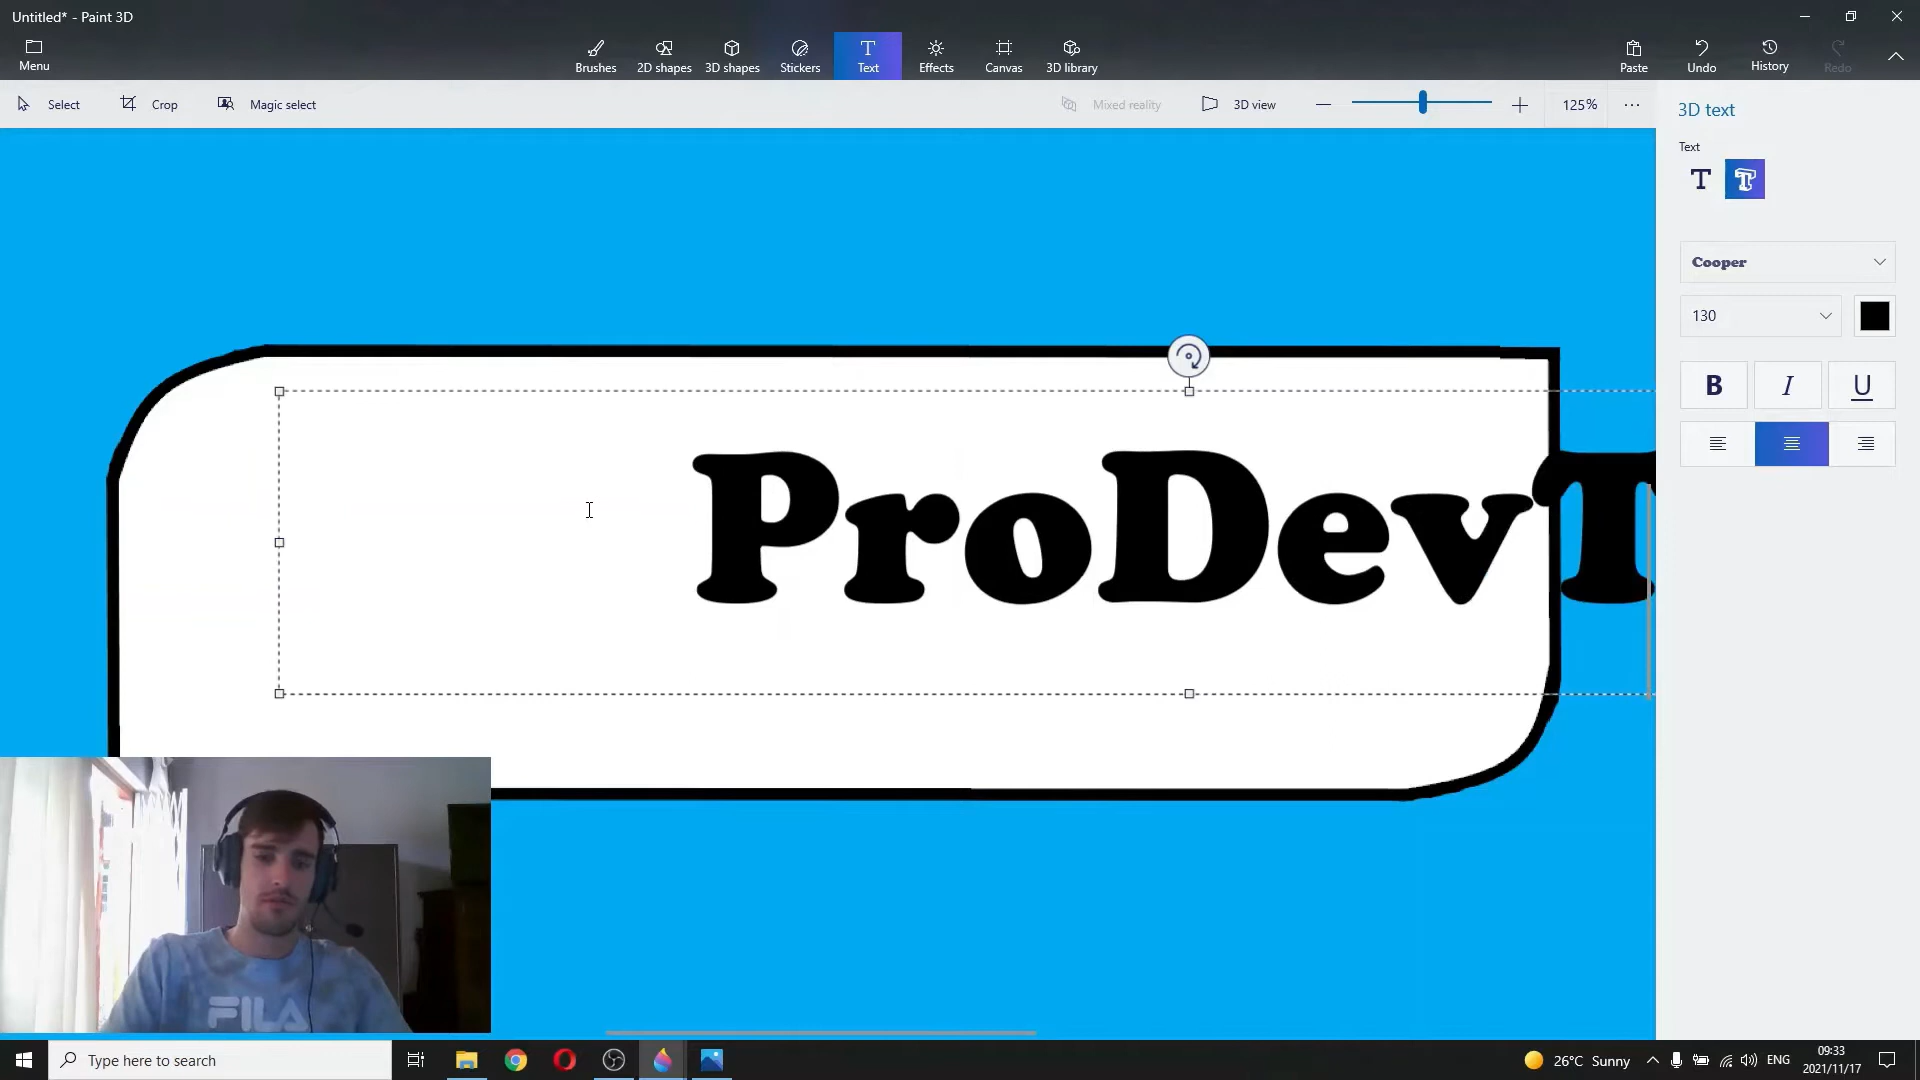 Untitled* - Paint 3D
Menu
Brushes
2D shapes
3D shapes
Stickers
Text
Effects
Canvas
3D library
Paste
Undo
History
Redo
Select
Crop
Magic select
Mixed reality
3D view
125%
3D text
Text
Cooper
130
B I U
ProDevT
FILA
Type here to search
26°C Sunny
ENG
09:33
2021/11/17